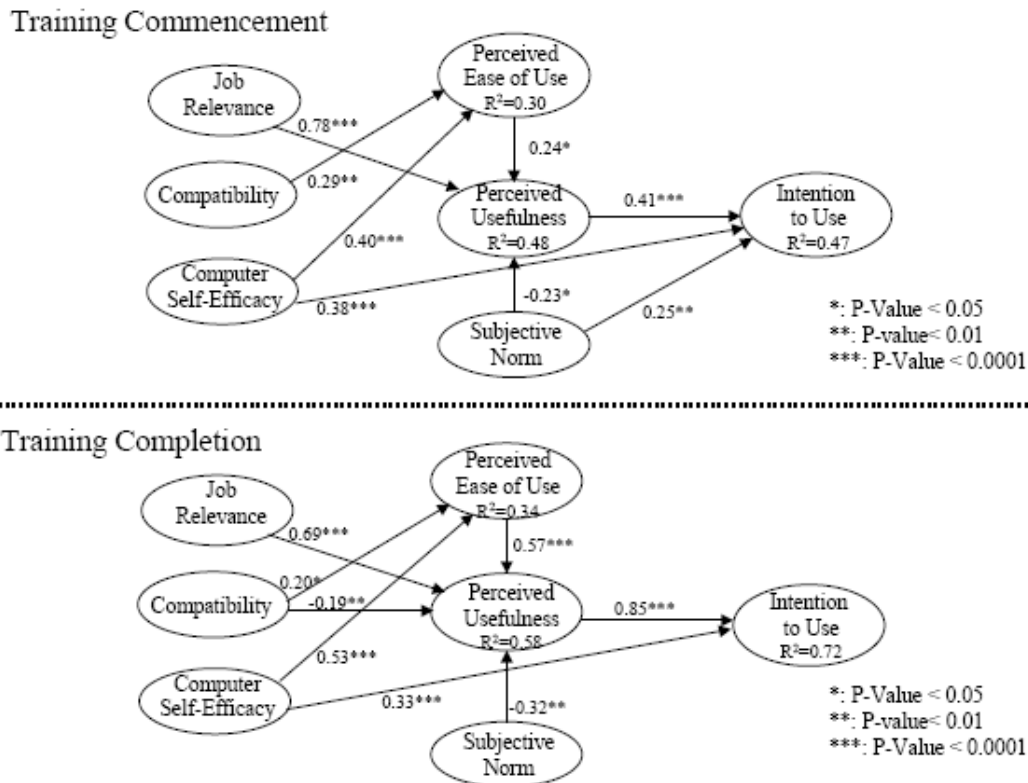 Training Commencement
Perceived
Ease of Use
R²=0.30
Job
Relevance
0.78***
0.24*
0.29**
Compatibility
Perceived
Usefulness
R²=0.48
0.41***
Intention
to Use
R²=0.47
0.40***
Computer
Self-Efficacy
0.38***
-0.23*
0.25**
Subjective
Norm
*: P-Value < 0.05
**: P-value< 0.01
***: P-Value < 0.0001
Training Completion
Perceived
Ease of Use
R²=0.34
Job
Relevance
0.69***
0.57***
0.20*
Compatibility
-0.19**
Perceived
Usefulness
R²=0.58
0.85***
Intention
to Use
R²=0.72
0.53***
Computer
Self-Efficacy
0.33***
-0.32**
Subjective
Norm
*: P-Value < 0.05
**: P-value< 0.01
***: P-Value < 0.0001